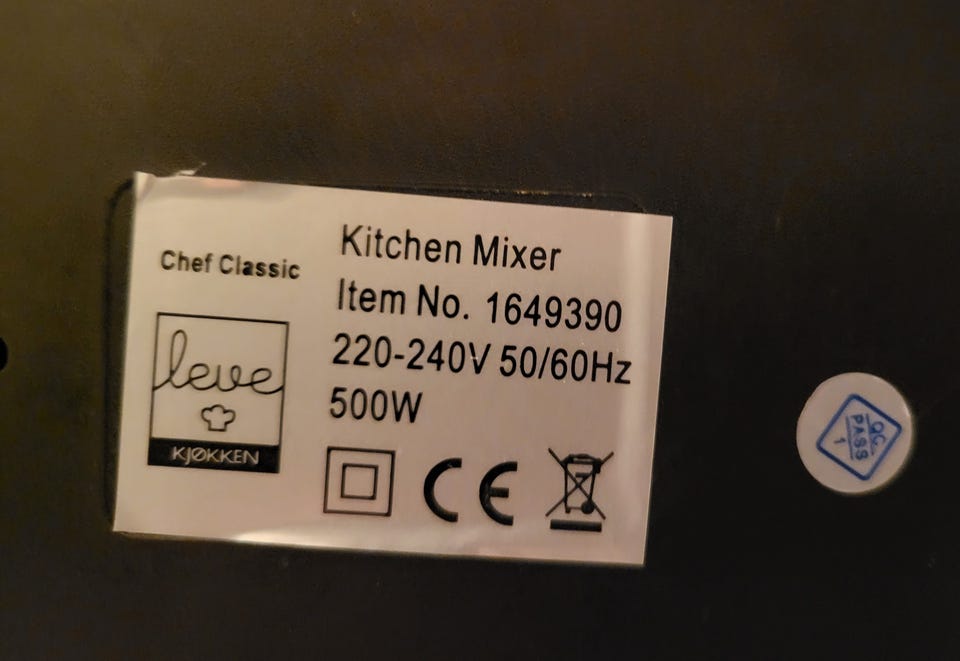 Chef Classic
leve
KJØKKEN
Kitchen Mixer
Item No. 1649390
220-240V 50/60Hz
500W
CE
QC
PASS
1